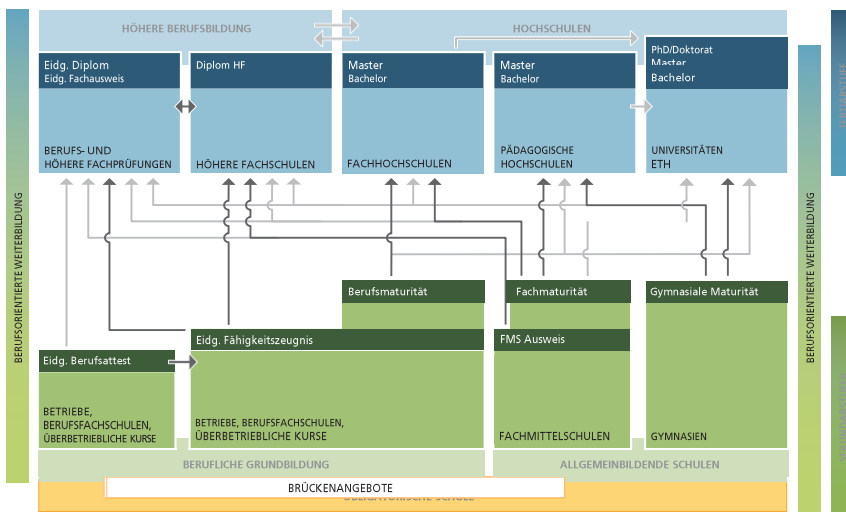 HÖHERE BERUFSBILDUNG
HOCHSCHULEN
Eidg. Diplom
Eidg. Fachausweis
Diplom HF
Master
Bachelor
Master
Bachelor
PhD/Doktorat
Master
Bachelor
BERUFS- UND
HÖHERE FACHPRÜFUNGEN
HÖHERE FACHSCHULEN
FACHHOCHSCHULEN
PÄDAGOGISCHE
HOCHSCHULEN
UNIVERSITÄTEN
ETH
BERUFSORIENTIERTE WEITERBILDUNG
BERUFSORIENTIERTE WEITERBILDUNG
Berufsmaturität
Fachmaturität
Gymnasiale Maturität
Eidg. Fähigkeitszeugnis
FMS Ausweis
Eidg. Berufsattest
BETRIEBE,
BERUFSFACHSCHULEN,
ÜBERBETRIEBLICHE KURSE
BETRIEBE, BERUFSFACHSCHULEN,
ÜBERBETRIEBLICHE KURSE
FACHMITTELSCHULEN
GYMNASIEN
BERUFLICHE GRUNDBILDUNG
ALLGEMEINBILDENDE SCHULEN
BRÜCKENANGEBOTE
OBLIGATORISCHE SCHULE